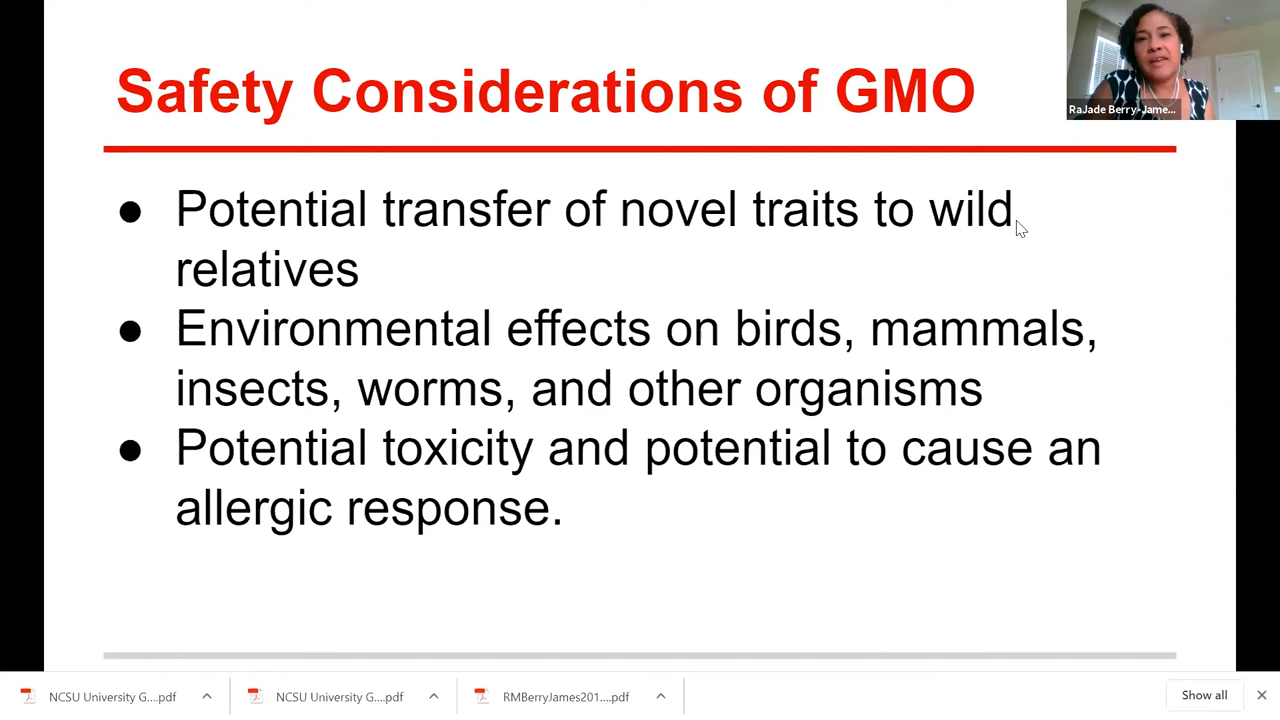 Safety Considerations of GMO
RaJade Berry-Jame...
● Potential transfer of novel traits to wild
relatives
● Environmental effects on birds, mammals,
insects, worms, and other organisms
● Potential toxicity and potential to cause an
allergic response.
NCSU University G....pdf
NCSU University G....pdf
RMBerryJames201....pdf
Show all